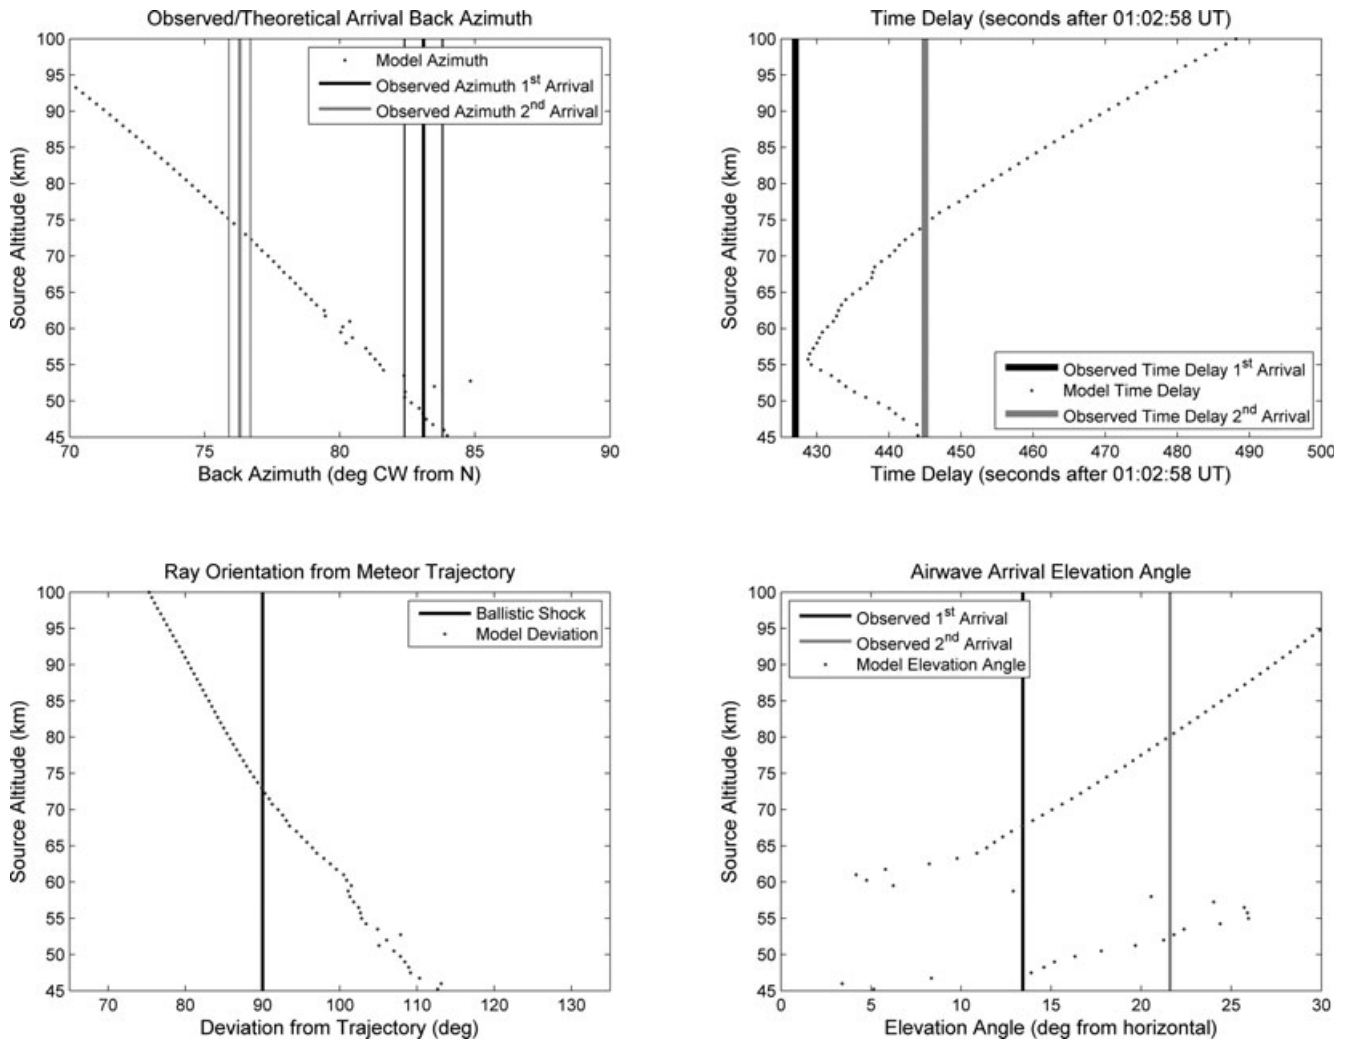 Observed/Theoretical Arrival Back Azimuth
100
95
90
85
80
75
70
65
60
55
50
45
Source Altitude (km)
Model Azimuth
Observed Azimuth 1st Arrival
Observed Azimuth 2nd Arrival
70 75 80 85 90
Back Azimuth (deg CW from N)
Time Delay (seconds after 01:02:58 UT)
100
95
90
85
80
75
70
65
60
55
50
45
Source Altitude (km)
Observed Time Delay 1st Arrival
Model Time Delay
Observed Time Delay 2nd Arrival
430 440 450 460 470 480 490 500
Time Delay (seconds after 01:02:58 UT)
Ray Orientation from Meteor Trajectory
100
95
90
85
80
75
70
65
60
55
50
45
Source Altitude (km)
Ballistic Shock
Model Deviation
70 80 90 100 110 120 130
Deviation from Trajectory (deg)
Airwave Arrival Elevation Angle
100
95
90
85
80
75
70
65
60
55
50
45
Source Altitude (km)
Observed 1st Arrival
Observed 2nd Arrival
Model Elevation Angle
0 5 10 15 20 25 30
Elevation Angle (deg from horizontal)